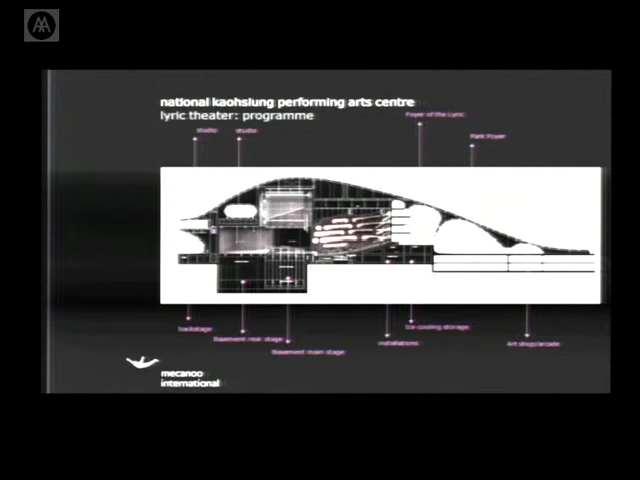 AA
national kaohsiung performing arts centre
lyric theater: programme
Foyer of the Lyric
studio studio
Park Foyer
backstage
Ice cooling storage
Basement rear stage
installations
Art shop/arcade
Basement main stage
mecanoo
international